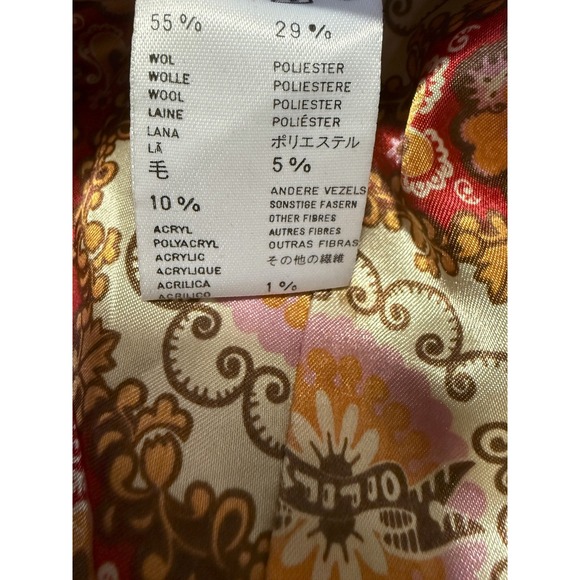 55%
WOL
WOLLE
WOOL
LAINE
LANA
LÃ
毛
10%
ACRYL
POLYACRYL
ACRYLIC
ACRYLIQUE
ACRILICA
ACRILICO
29%
POLIESTER
POLIESTERE
POLIESTER
POLIÉSTER
ポリエステル
5%
ANDERE VEZELS
SONSTIGE FASERN
OTHER FIBRES
AUTRES FIBRES
OUTRAS FIBRAS
その他の繊維
1%